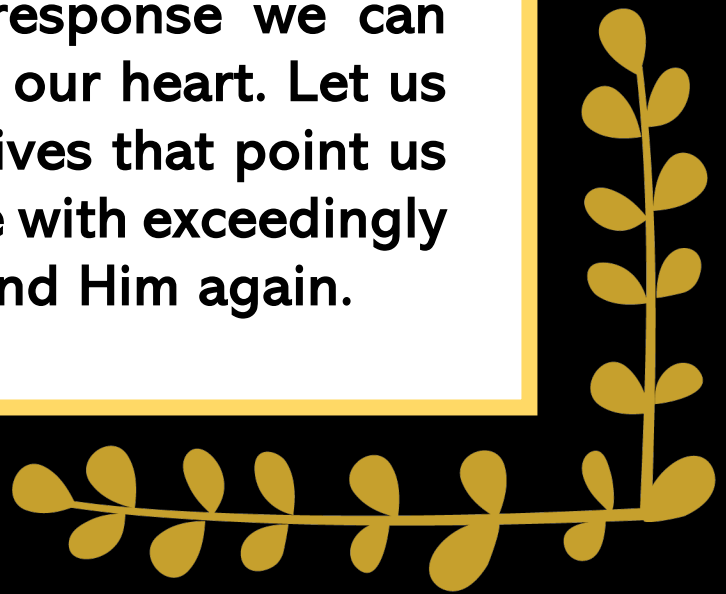 response we can
our heart. Let us
ives that point us
e with exceedingly
nd Him again.